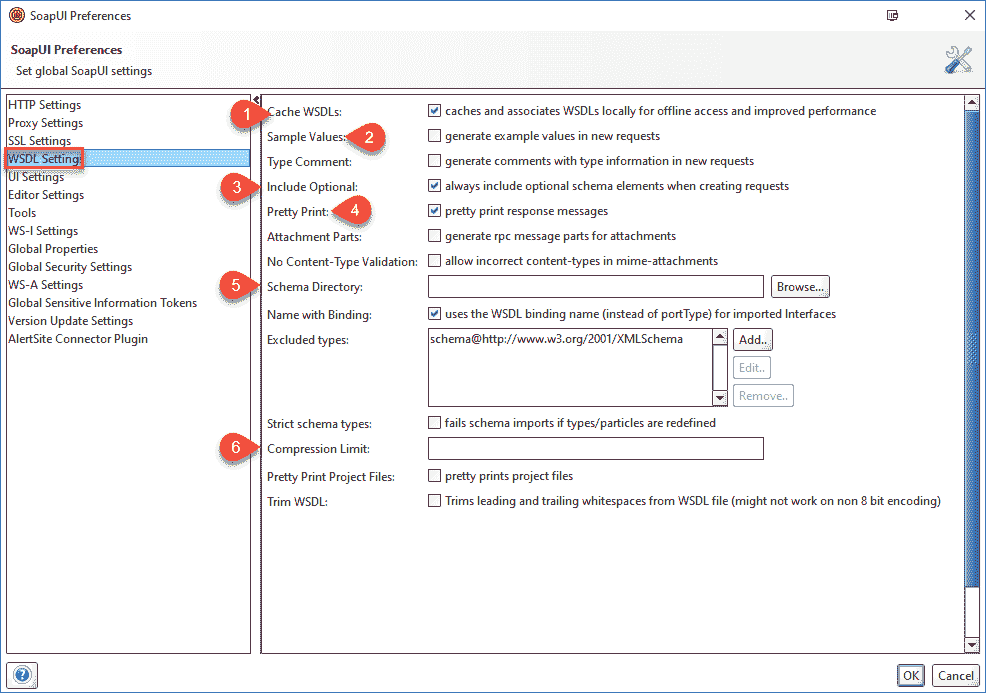 SoapUI Preferences
SoapUI Preferences
Set global SoapUI settings
HTTP Settings
Proxy Settings
SSL Settings
WSDL Settings
UI Settings
Editor Settings
Tools
WS-I Settings
Global Properties
Global Security Settings
WS-A Settings
Global Sensitive Information Tokens
Version Update Settings
AlertSite Connector Plugin
1 Cache WSDLs: caches and associates WSDLs locally for offline access and improved performance
Sample Values: 2 generate example values in new requests
Type Comment: generate comments with type information in new requests
3 Include Optional: always include optional schema elements when creating requests
Pretty Print: 4 pretty print response messages
Attachment Parts: generate rpc message parts for attachments
No Content-Type Validation: allow incorrect content-types in mime-attachments
5 Schema Directory: Browse...
Name with Binding: uses the WSDL binding name (instead of portType) for imported Interfaces
Excluded types: schema@http://www.w3.org/2001/XMLSchema Add..
Edit..
Remove..
Strict schema types: fails schema imports if types/particles are redefined
6 Compression Limit:
Pretty Print Project Files: pretty prints project files
Trim WSDL: Trims leading and trailing whitespaces from WSDL file (might not work on non 8 bit encoding)
? OK Cancel